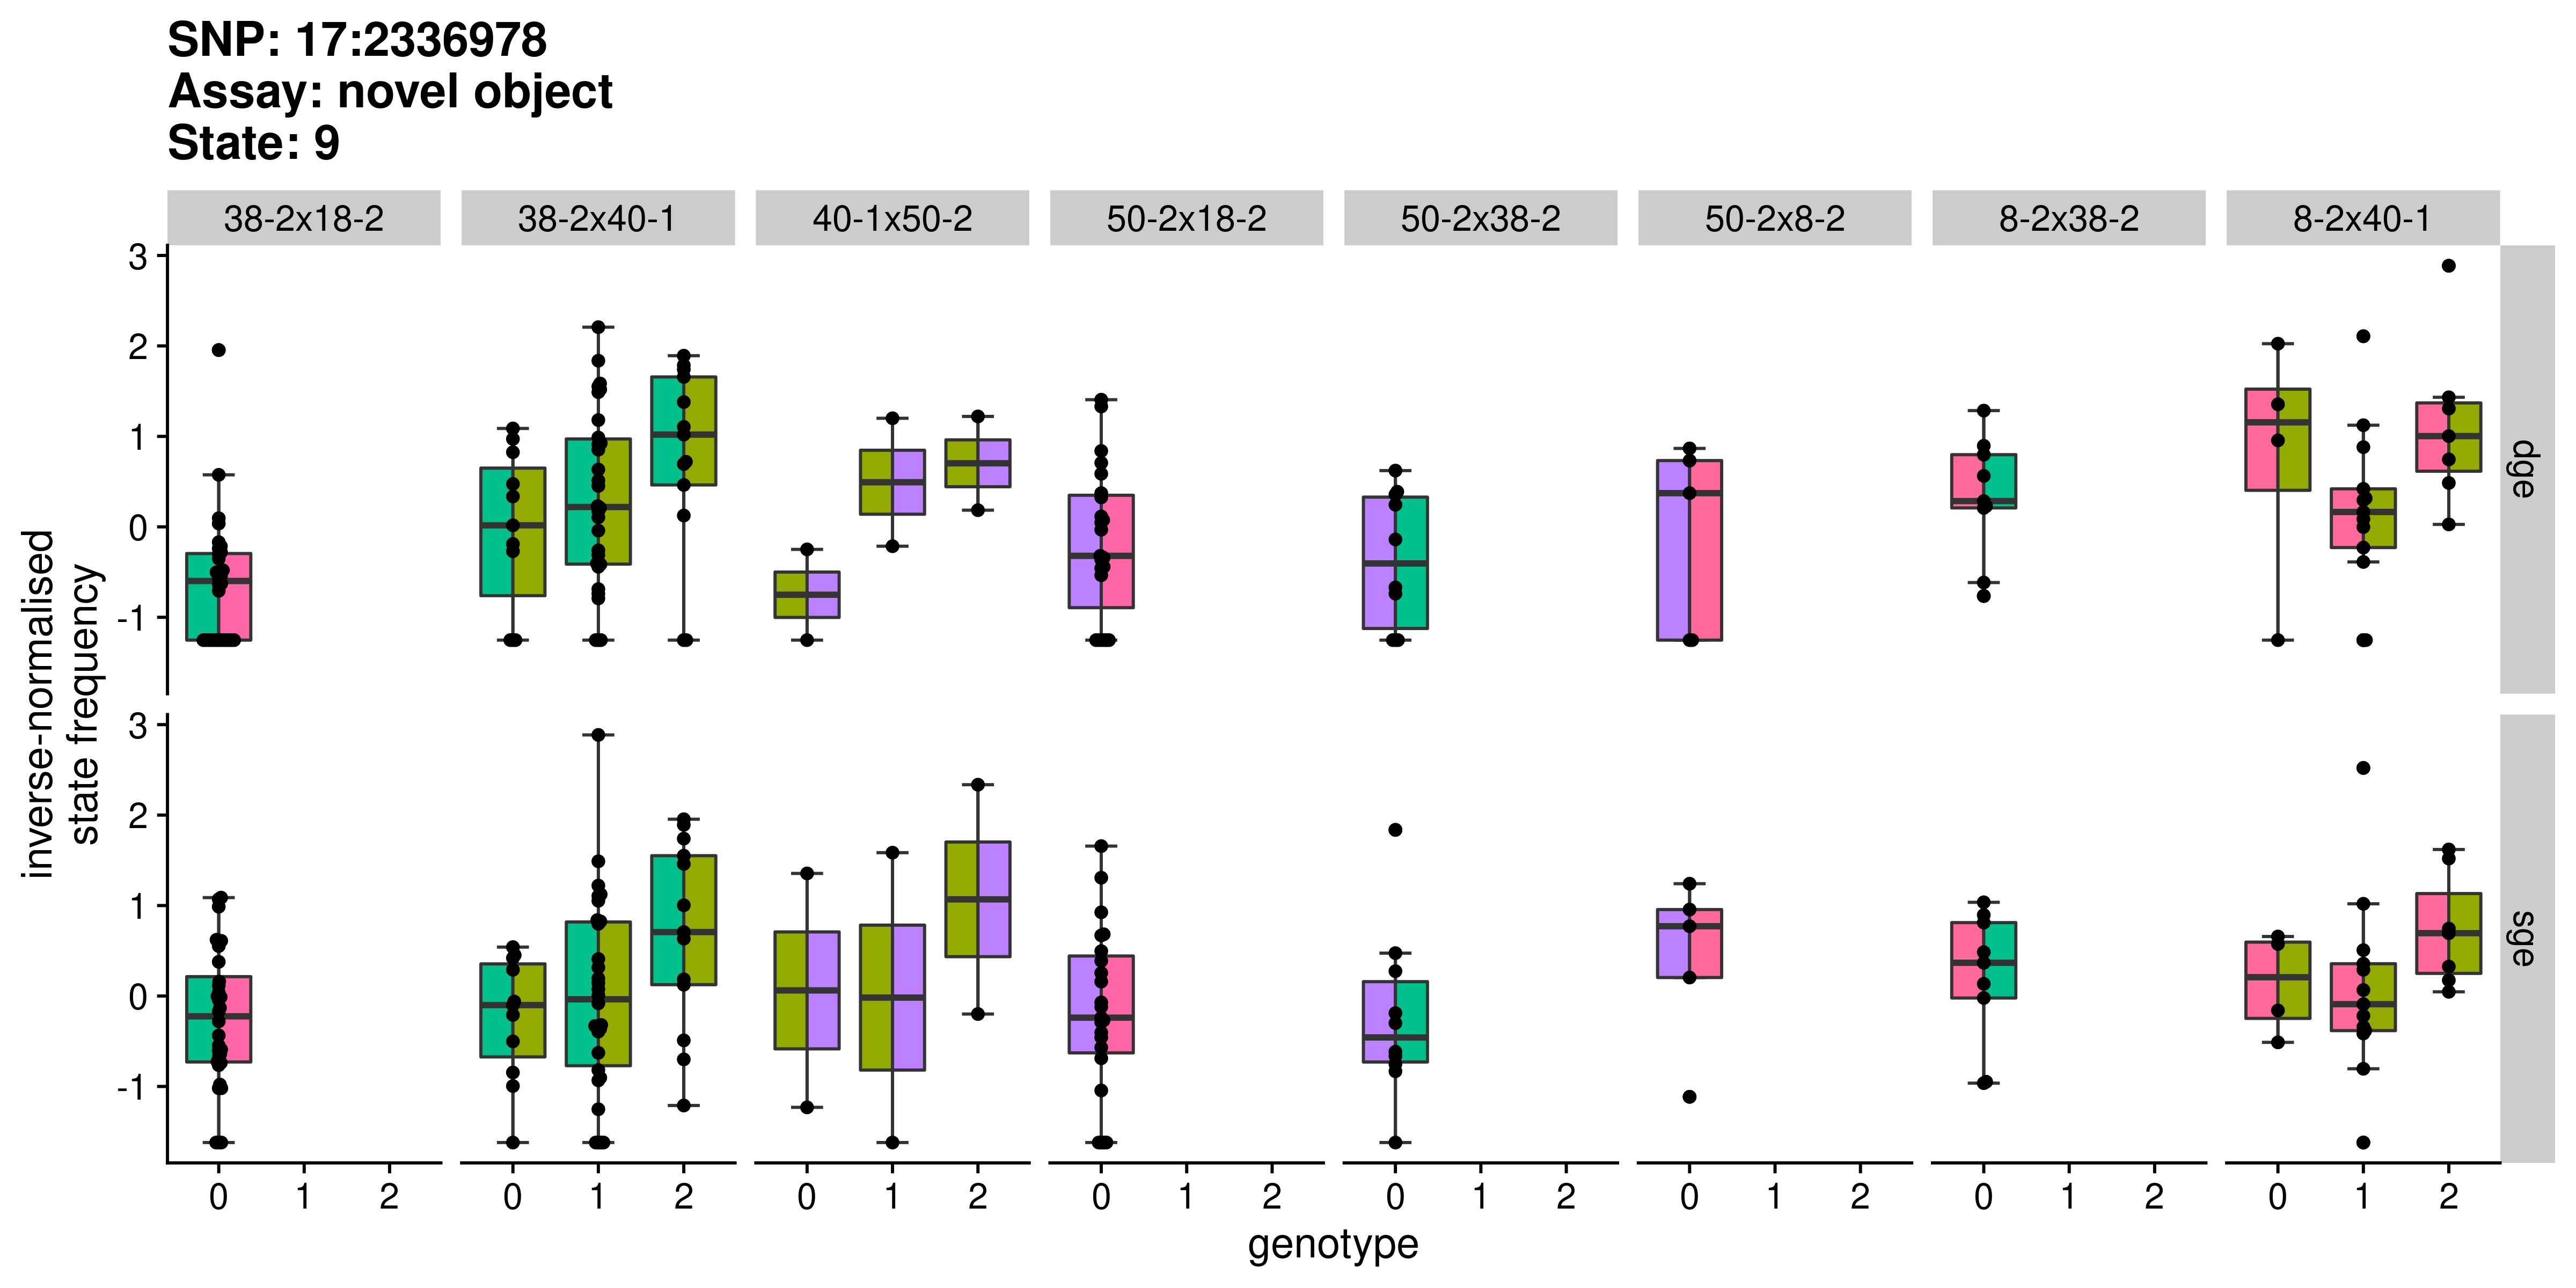 SNP: 17:2336978
Assay: novel object
State: 9
38-2x18-2 38-2x40-1 40-1x50-2 50-2x18-2 50-2x38-2 50-2x8-2 8-2x38-2 8-2x40-1
3
2
1
0
-1
dge
3
2
1
0
-1
sge
inverse-normalised
state frequency
0 1 2 0 1 2 0 1 2 0 1 2 0 1 2 0 1 2 0 1 2 0 1 2
genotype